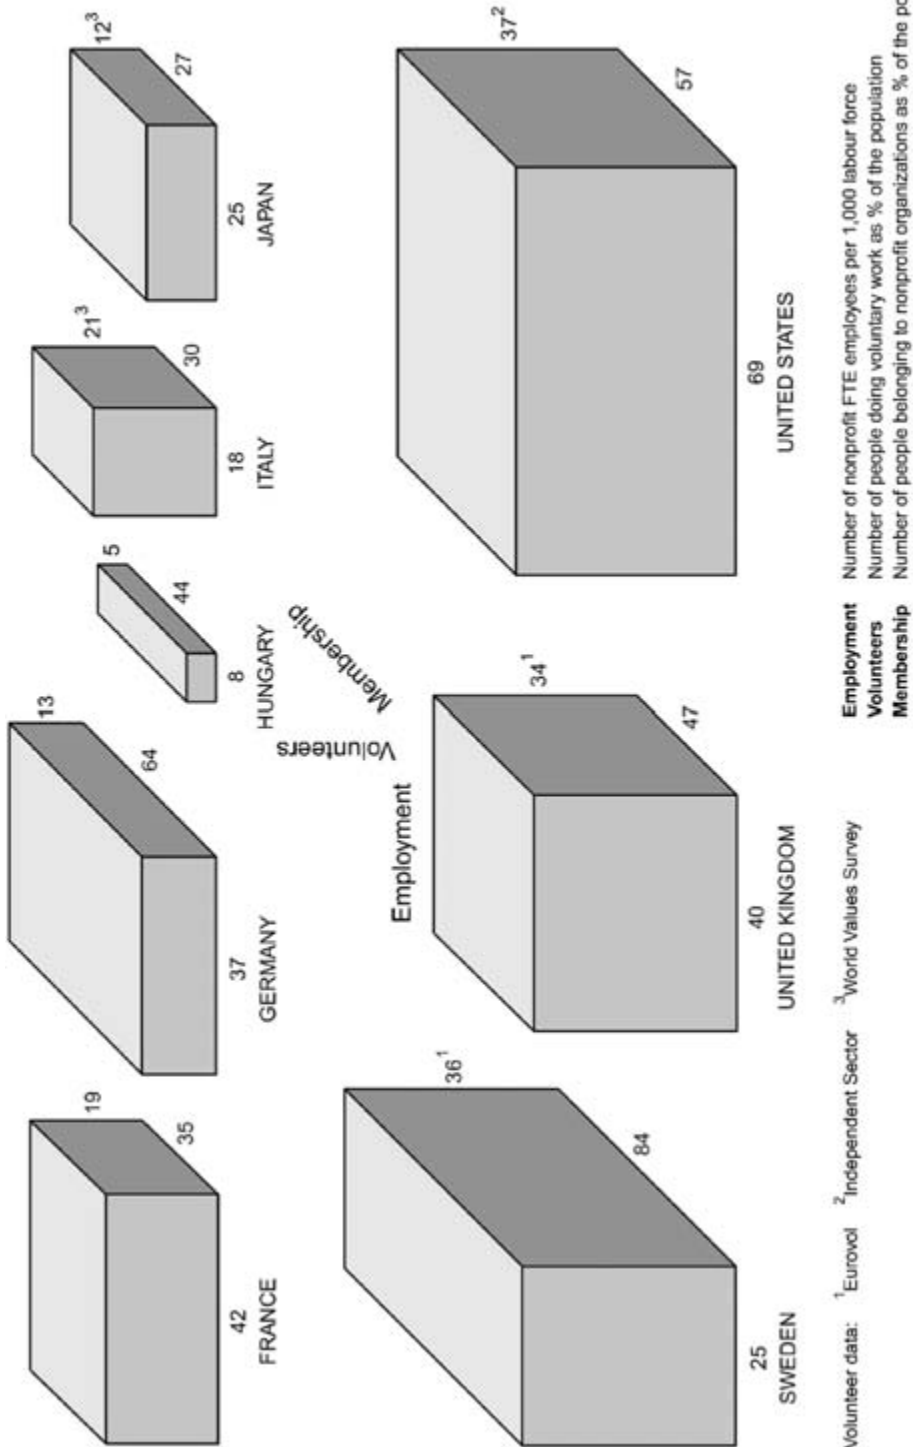 19
35
42
FRANCE
13
64
37
GERMANY
5
44
8
HUNGARY
21³
30
18
ITALY
12³
27
25
JAPAN
Employment
Volunteers
Membership
36¹
84
25
SWEDEN
34¹
47
40
UNITED KINGDOM
37²
57
69
UNITED STATES
Volunteer data: ¹Eurovol ²Independent Sector ³World Values Survey
Employment Number of nonprofit FTE employees per 1,000 labour force
Volunteers Number of people doing voluntary work as % of the population
Membership Number of people belonging to nonprofit organizations as % of the